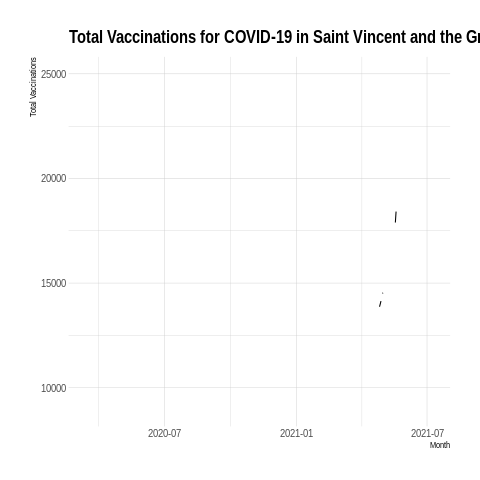 Total Vaccinations for COVID-19 in Saint Vincent and the Gr
Total Vaccinations
25000
20000
15000
10000
2020-07
2021-01
2021-07
Month